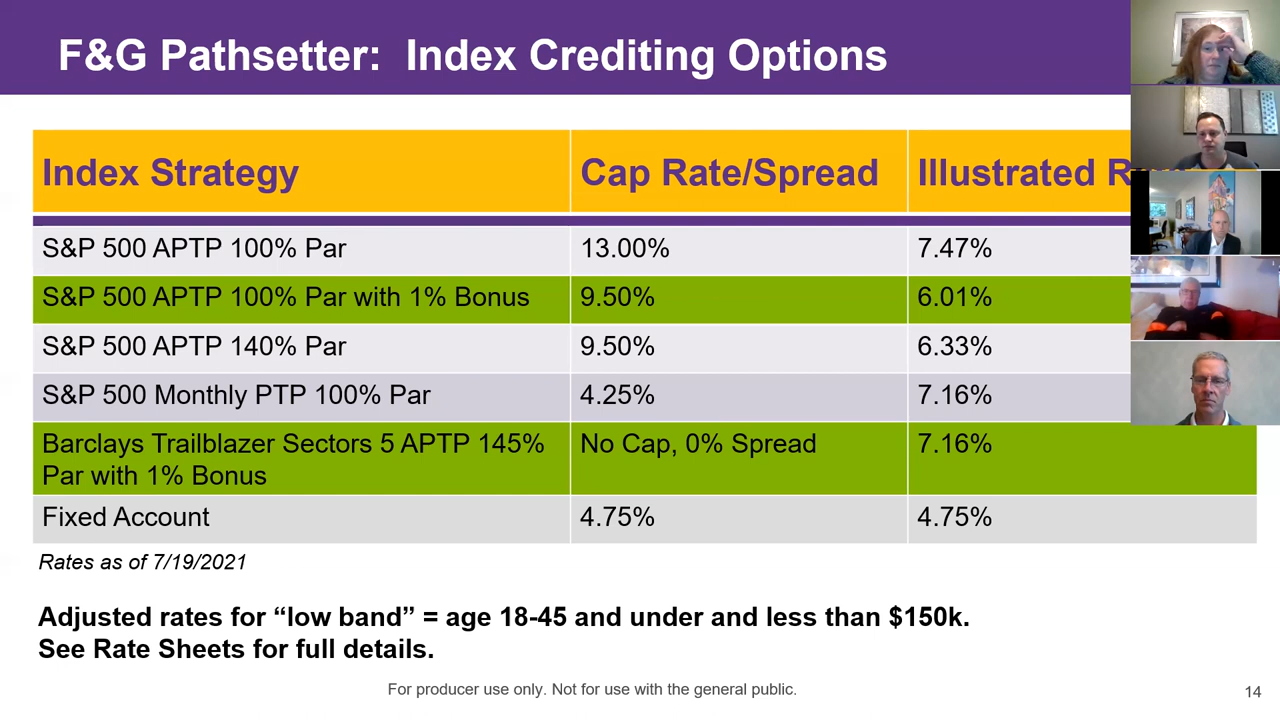 F&G Pathsetter:  Index Crediting Options
Index Strategy Cap Rate/Spread Illustrated
S&P 500 APTP 100% Par 13.00% 7.47%
S&P 500 APTP 100% Par with 1% Bonus 9.50% 6.01%
S&P 500 APTP 140% Par 9.50% 6.33%
S&P 500 Monthly PTP 100% Par 4.25% 7.16%
Barclays Trailblazer Sectors 5 APTP 145% No Cap, 0% Spread 7.16%
Par with 1% Bonus
Fixed Account 4.75% 4.75%
Rates as of 7/19/2021
Adjusted rates for “low band” = age 18-45 and under and less than $150k.
See Rate Sheets for full details.
For producer use only. Not for use with the general public.
14